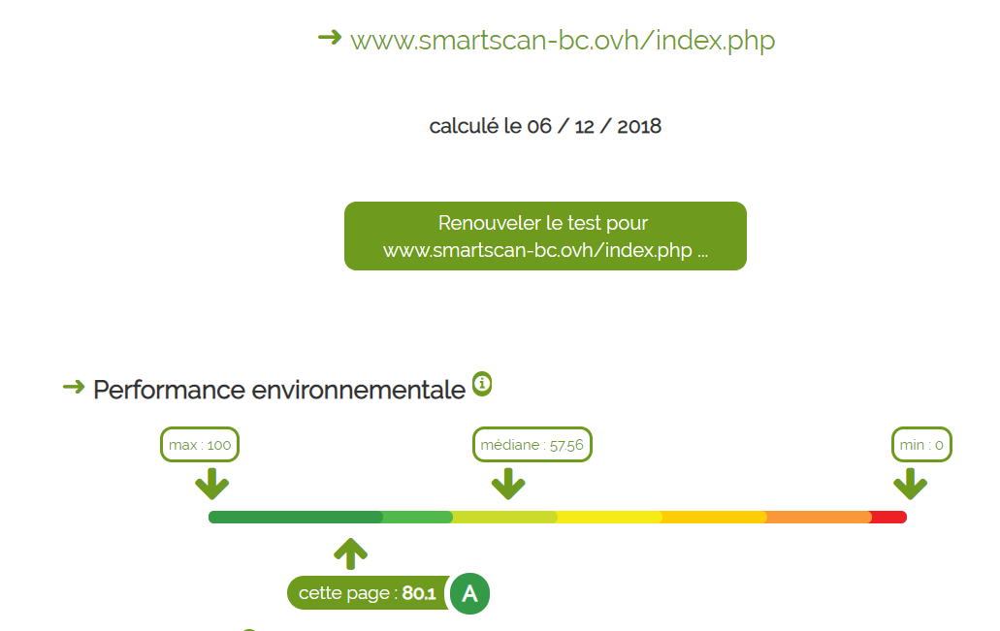 www.smartscan-bc.ovh/index.php
calculé le 06 / 12 / 2018
Renouveler le test pour
www.smartscan-bc.ovh/index.php ...
Performance environnementale
max : 100
médiane : 57.56
min : 0
cette page : 80.1 A